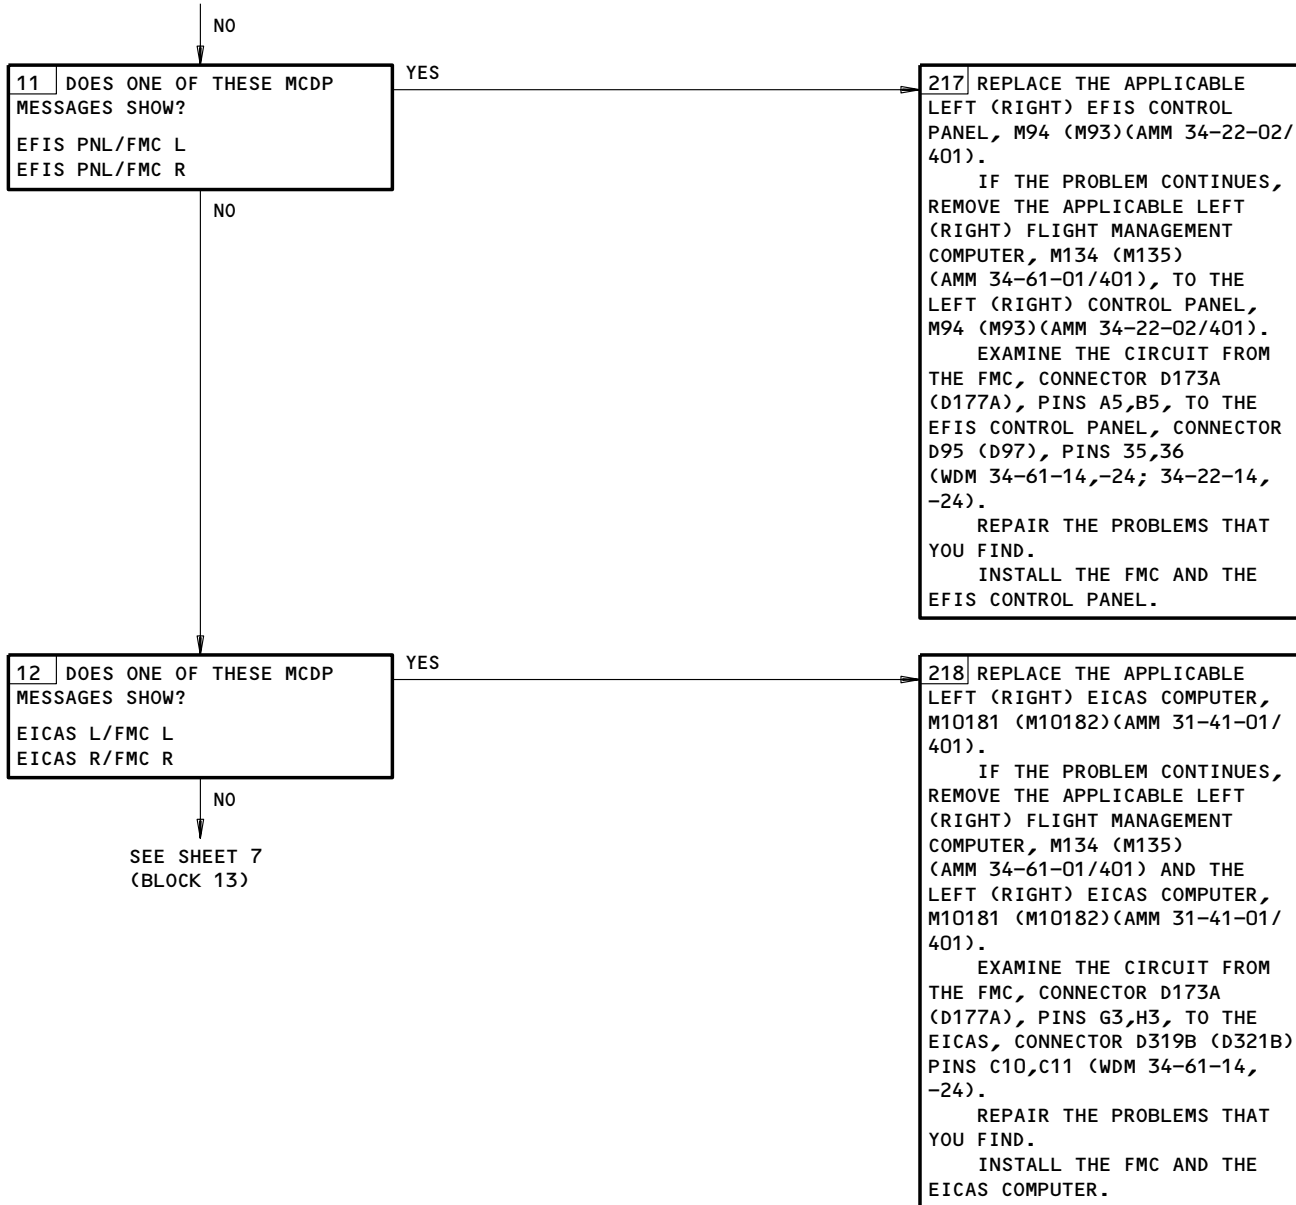 NO
11 DOES ONE OF THESE MCDP
MESSAGES SHOW?
EFIS PNL/FMC L
EFIS PNL/FMC R
YES
217 REPLACE THE APPLICABLE
LEFT (RIGHT) EFIS CONTROL
PANEL, M94 (M93)(AMM 34-22-02/
401).
IF THE PROBLEM CONTINUES,
REMOVE THE APPLICABLE LEFT
(RIGHT) FLIGHT MANAGEMENT
COMPUTER, M134 (M135)
(AMM 34-61-01/401), TO THE
LEFT (RIGHT) CONTROL PANEL,
M94 (M93)(AMM 34-22-02/401).
EXAMINE THE CIRCUIT FROM
THE FMC, CONNECTOR D173A
(D177A), PINS A5,B5, TO THE
EFIS CONTROL PANEL, CONNECTOR
D95 (D97), PINS 35,36
(WDM 34-61-14,-24; 34-22-14,
-24).
REPAIR THE PROBLEMS THAT
YOU FIND.
INSTALL THE FMC AND THE
EFIS CONTROL PANEL.
NO
12 DOES ONE OF THESE MCDP
MESSAGES SHOW?
EICAS L/FMC L
EICAS R/FMC R
YES
218 REPLACE THE APPLICABLE
LEFT (RIGHT) EICAS COMPUTER,
M10181 (M10182)(AMM 31-41-01/
401).
IF THE PROBLEM CONTINUES,
REMOVE THE APPLICABLE LEFT
(RIGHT) FLIGHT MANAGEMENT
COMPUTER, M134 (M135)
(AMM 34-61-01/401) AND THE
LEFT (RIGHT) EICAS COMPUTER,
M10181 (M10182)(AMM 31-41-01/
401).
EXAMINE THE CIRCUIT FROM
THE FMC, CONNECTOR D173A
(D177A), PINS G3,H3, TO THE
EICAS, CONNECTOR D319B (D321B)
PINS C10,C11 (WDM 34-61-14,
-24).
REPAIR THE PROBLEMS THAT
YOU FIND.
INSTALL THE FMC AND THE
EICAS COMPUTER.
NO
SEE SHEET 7
(BLOCK 13)